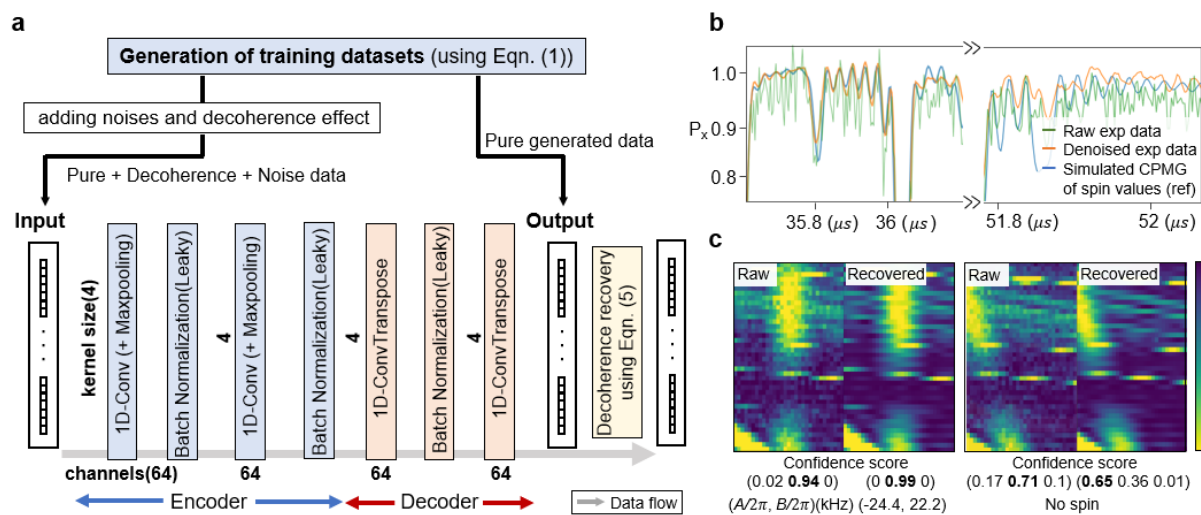 a
Generation of training datasets (using Eqn. (1))
adding noises and decoherence effect
Pure generated data
Pure + Decoherence + Noise data
Input
Output
kernel size(4)
1D-Conv (+ Maxpooling)
Batch Normalization(Leaky)
4
1D-Conv (+ Maxpooling)
Batch Normalization(Leaky)
4
1D-ConvTranspose
Batch Normalization(Leaky)
4
1D-ConvTranspose
Decoherence recovery
using Eqn. (5)
channels(64)
64
64
64
Encoder
Decoder
Data flow
b
1.0
Pₓ 0.9
0.8
Raw exp data
Denoised exp data
Simulated CPMG
of spin values (ref)
35.8 (μs)
36 (μs)
51.8 (μs)
52 (μs)
c
Raw
Recovered
Raw
Recovered
Confidence score
(0.02 0.94 0)
(0 0.99 0)
(A/2π, B/2π)(kHz) (-24.4, 22.2)
Confidence score
(0.17 0.71 0.1) (0.65 0.36 0.01)
No spin